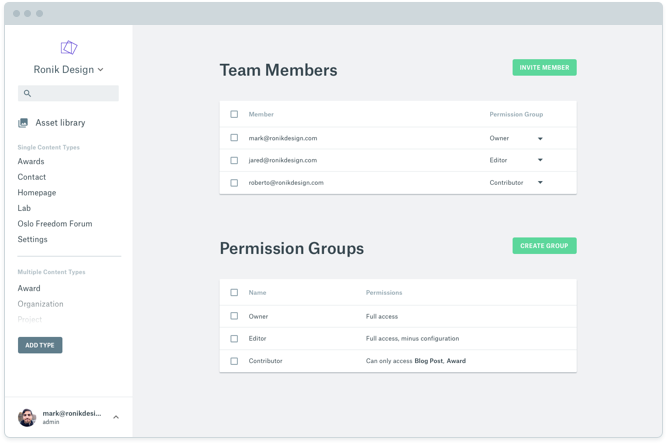 Ronik Design
Asset library
Single Content Types
Awards
Contact
Homepage
Lab
Oslo Freedom Forum
Settings
Multiple Content Types
Award
Organization
Project
ADD TYPE
mark@ronikdesi...
admin
Team Members
INVITE MEMBER
Member Permission Group
mark@ronikdesign.com Owner
jared@ronikdesign.com Editor
roberto@ronikdesign.com Contributor
Permission Groups
CREATE GROUP
Name Permissions
Owner Full access
Editor Full access, minus configuration
Contributor Can only access Blog Post, Award